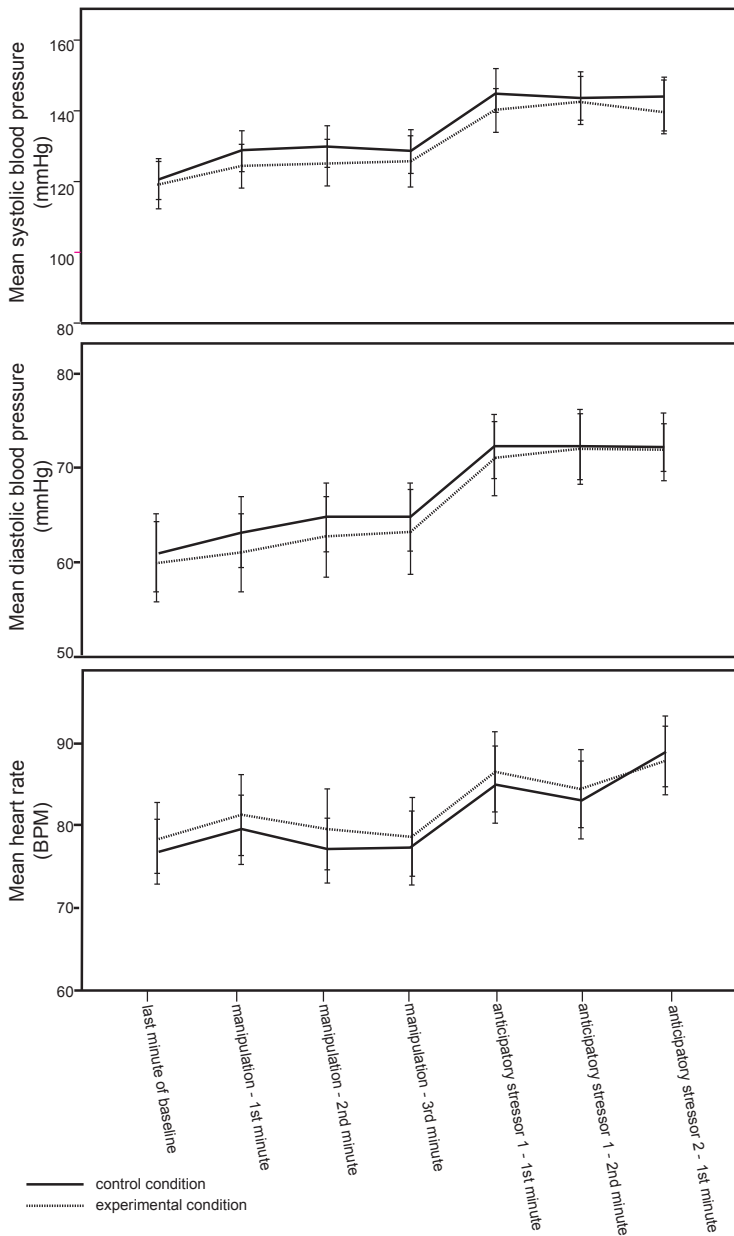 Mean systolic blood pressure
(mmHg)
160
140
120
100
80
Mean diastolic blood pressure
(mmHg)
80
70
60
50
Mean heart rate
(BPM)
90
80
70
60
last minute of baseline
manipulation - 1st minute
manipulation - 2nd minute
manipulation - 3rd minute
anticipatory stressor 1 - 1st minute
anticipatory stressor 1 - 2nd minute
anticipatory stressor 2 - 1st minute
control condition
experimental condition